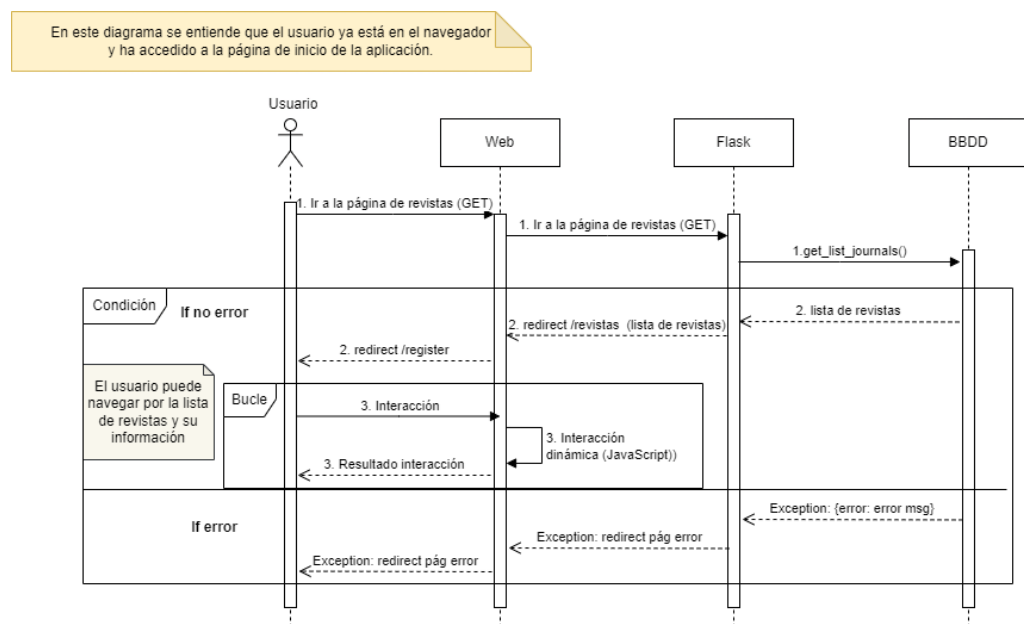 En este diagrama se entiende que el usuario ya está en el navegador
y ha accedido a la página de inicio de la aplicación.
Usuario
Web
Flask
BBDD
1. Ir a la página de revistas (GET)
1. Ir a la página de revistas (GET)
1.get_list_journals()
Condición
If no error
2. lista de revistas
2. redirect /revistas (lista de revistas)
2. redirect /register
El usuario puede
navegar por la lista
de revistas y su
información
Bucle
3. Interacción
3. Interacción
dinámica (JavaScript))
3. Resultado interacción
If error
Exception: {error: error msg}
Exception: redirect pág error
Exception: redirect pág error